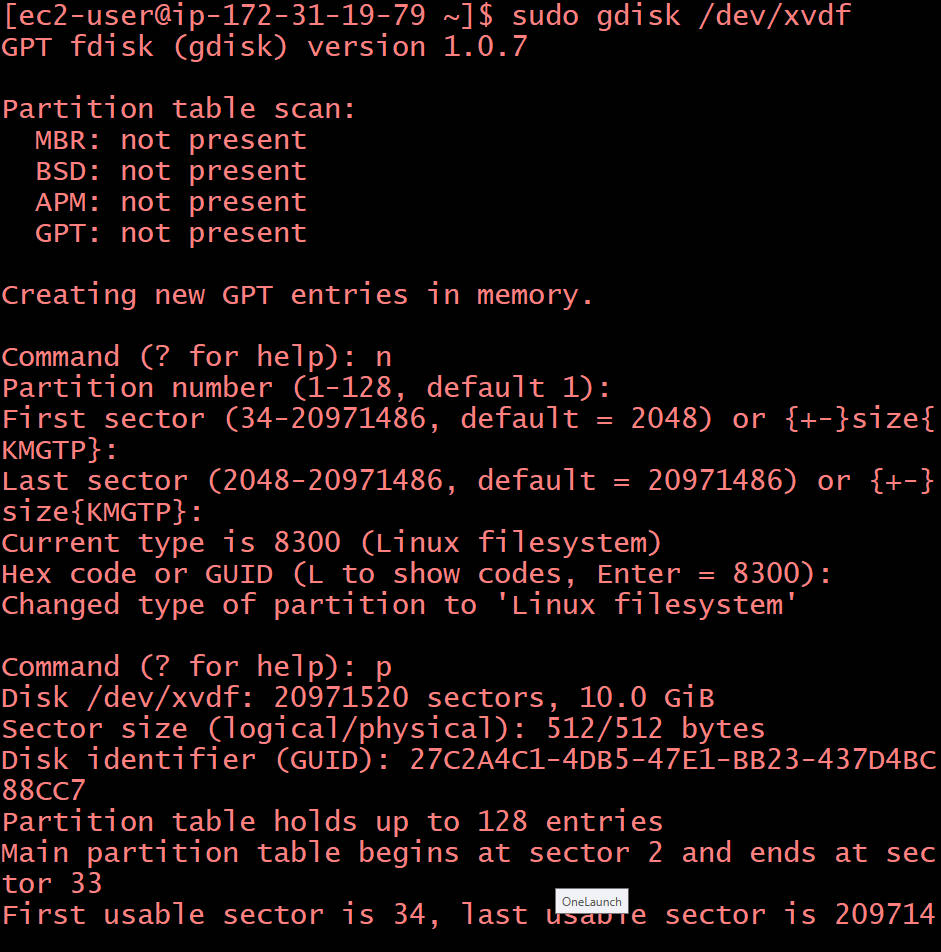 [ec2-user@ip-172-31-19-79 ~]$ sudo gdisk /dev/xvdf
GPT fdisk (gdisk) version 1.0.7
Partition table scan:
MBR: not present
BSD: not present
APM: not present
GPT: not present
Creating new GPT entries in memory.
Command (? for help): n
Partition number (1-128, default 1):
First sector (34-20971486, default = 2048) or {+-}size{
KMGTP}:
Last sector (2048-20971486, default = 20971486) or {+-}
size{KMGTP}:
Current type is 8300 (Linux filesystem)
Hex code or GUID (L to show codes, Enter = 8300):
Changed type of partition to 'Linux filesystem'
Command (? for help): p
Disk /dev/xvdf: 20971520 sectors, 10.0 GiB
Sector size (logical/physical): 512/512 bytes
Disk identifier (GUID): 27C2A4C1-4DB5-47E1-BB23-437D4BC
88CC7
Partition table holds up to 128 entries
Main partition table begins at sector 2 and ends at sec
tor 33
First usable sector is 34, last usable sector is 209714
OneLaunch